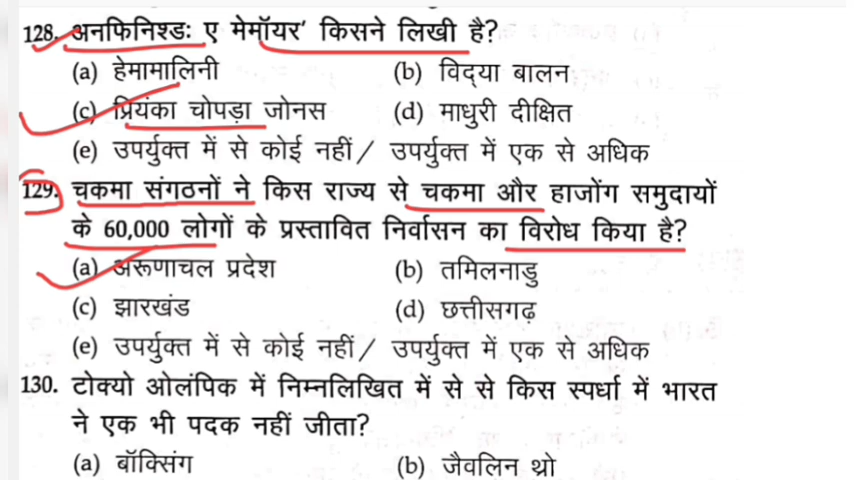 128. अनफिनिश्डः ए मेमॉयर' किसने लिखी है?
(a) हेमामालिनी (b) विद्या बालन
(c) प्रियंका चोपड़ा जोनस (d) माधुरी दीक्षित
(e) उपर्युक्त में से कोई नहीं / उपर्युक्त में एक से अधिक
129. चकमा संगठनों ने किस राज्य से चकमा और हाजोंग समुदायों
के 60,000 लोगों के प्रस्तावित निर्वासन का विरोध किया है?
(a) अरूणाचल प्रदेश (b) तमिलनाडु
(c) झारखंड (d) छत्तीसगढ़
(e) उपर्युक्त में से कोई नहीं / उपर्युक्त में एक से अधिक
130. टोक्यो ओलंपिक में निम्नलिखित में से से किस स्पर्धा में भारत
ने एक भी पदक नहीं जीता?
(a) बॉक्सिंग (b) जैवलिन थ्रो